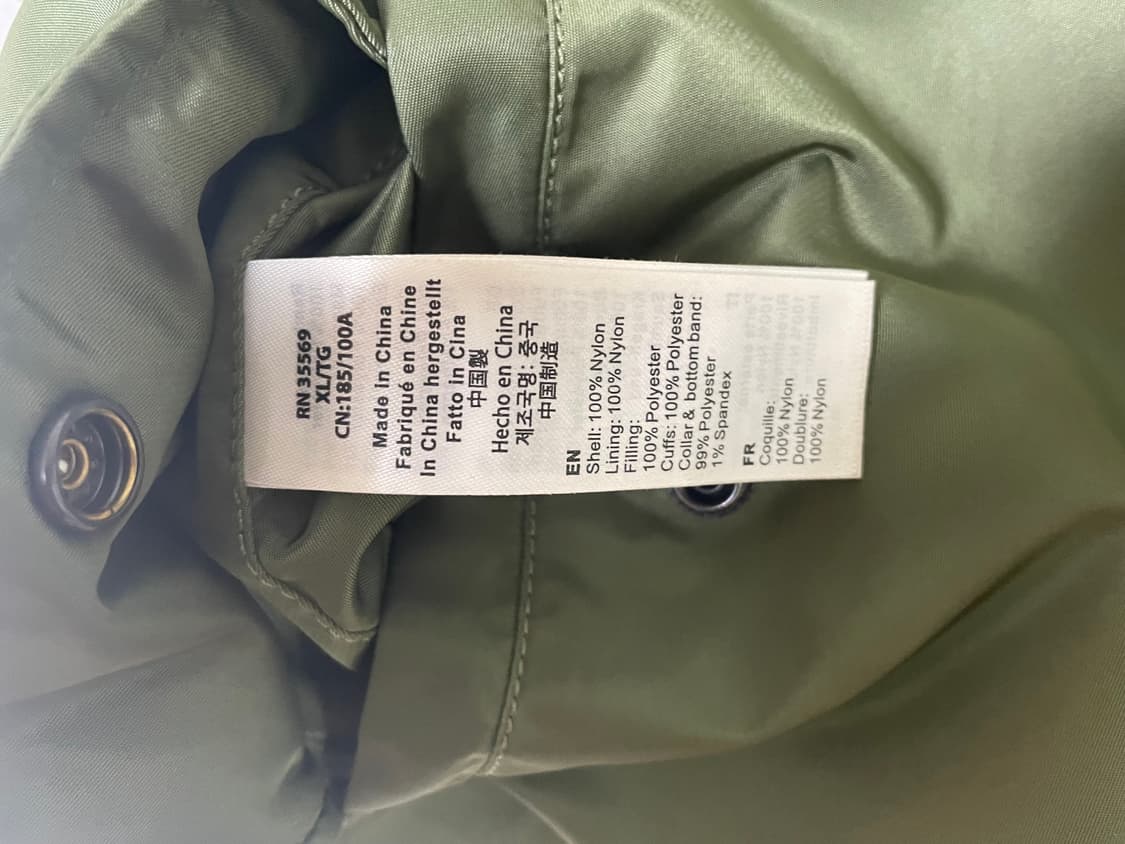 RN 35569
XL/TG
CN:185/100A
Made in China
Fabriqué en Chine
In China hergestellt
Fatto in Cina
中国製
Hecho en China
제조국명: 중국
中国制造
EN
Shell: 100% Nylon
Lining: 100% Nylon
Filling:
100% Polyester
Cuffs: 100% Polyester
Collar & bottom band:
99% Polyester
1% Spandex
FR
Coquille:
100% Nylon
Doublure:
100% Nylon